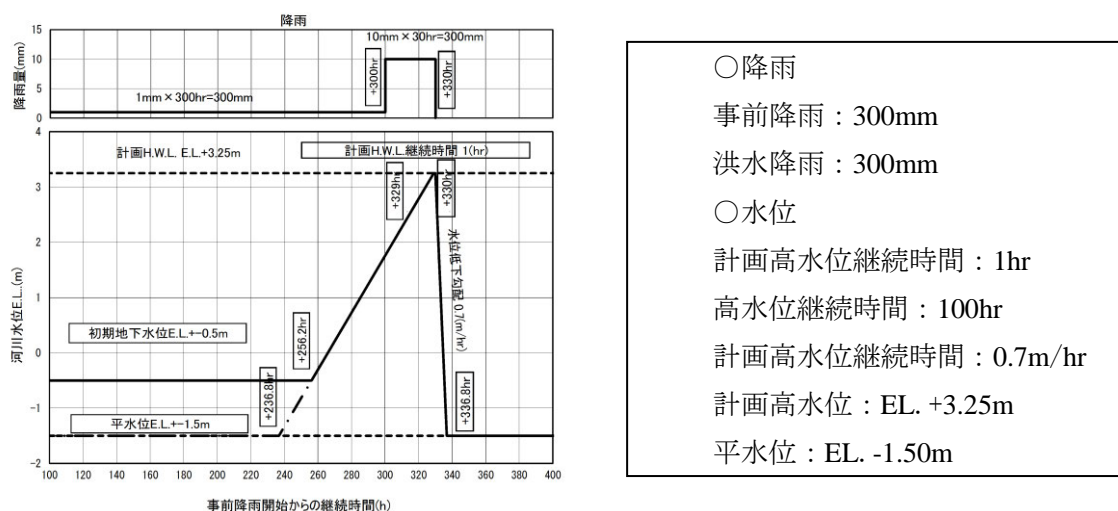 降雨
降雨量(mm)
15
10
5
0
10mm×30hr=300mm
+300hr
+330hr
1mm×300hr=300mm
河川水位E.L.(m)
4
3
2
1
0
−1
−2
計画H.W.L. E.L.+3.25m
計画H.W.L.継続時間 1(hr)
+329hr
+330hr
水位低下勾配 0.7(m/hr)
初期地下水位E.L.+−0.5m
+256.2hr
+236.8hr
平水位E.L.+−1.5m
+336.8hr
100 120 140 160 180 200 220 240 260 280 300 320 340 360 380 400
事前降雨開始からの継続時間(h)
○降雨
事前降雨：300mm
洪水降雨：300mm
○水位
計画高水位継続時間：1hr
高水位継続時間：100hr
計画高水位継続時間：0.7m/hr
計画高水位：EL. +3.25m
平水位：EL. -1.50m